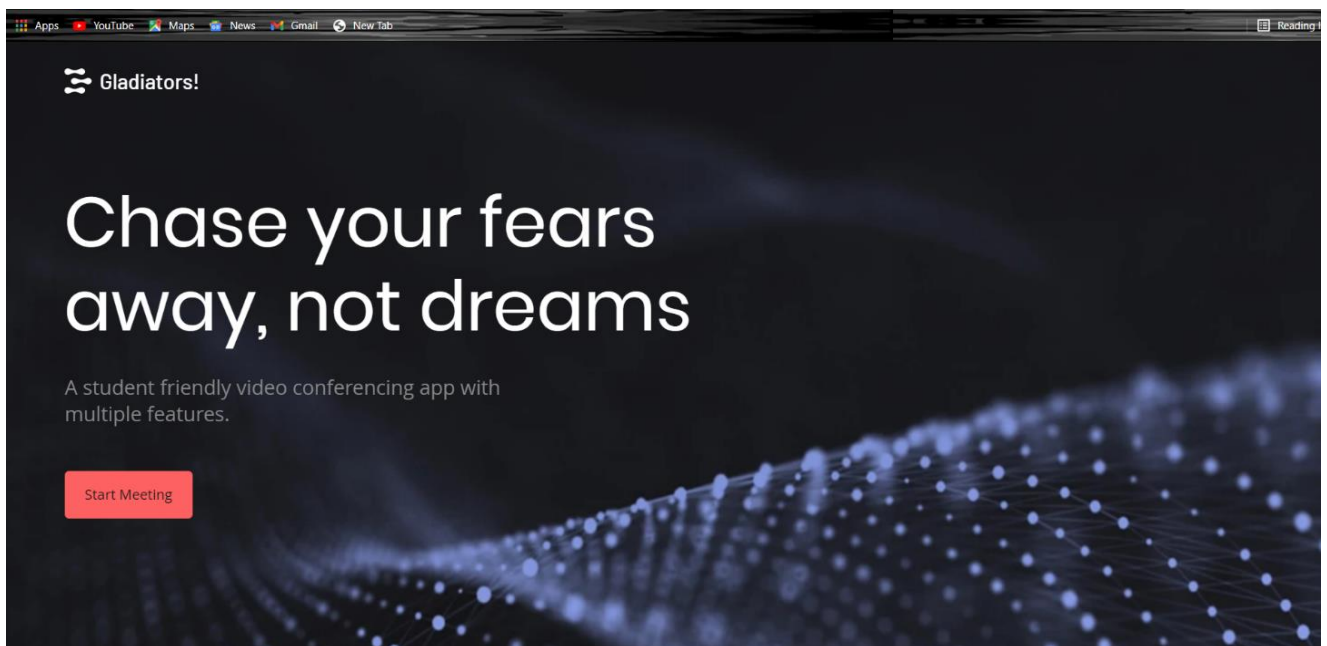 Apps YouTube Maps News Gmail New Tab Reading
Gladiators!
Chase your fears
away, not dreams
A student friendly video conferencing app with
multiple features.
Start Meeting